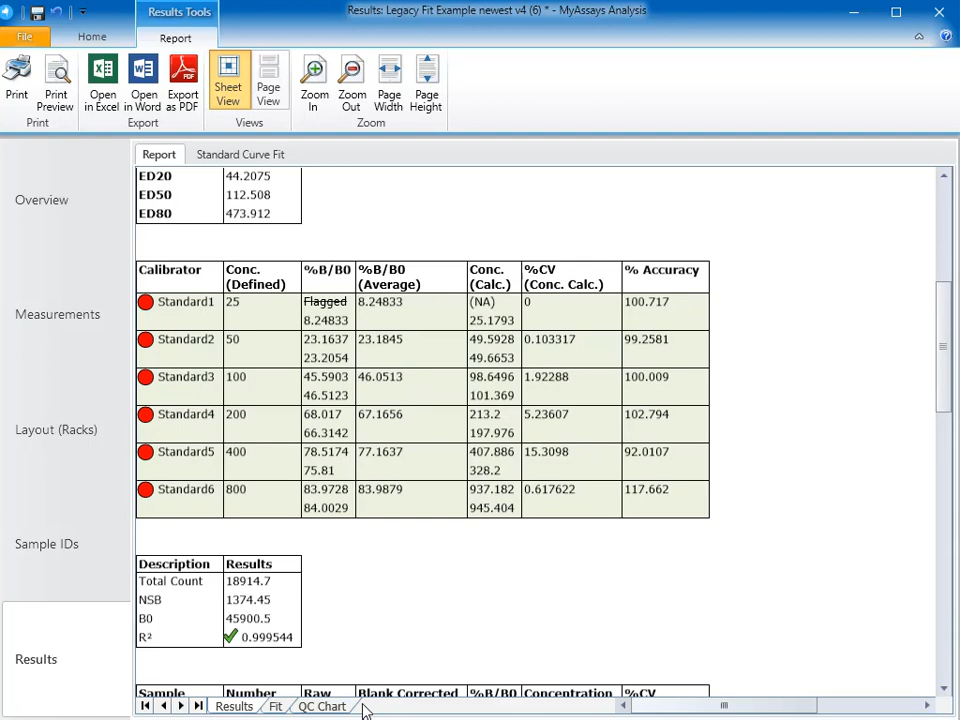 Results Tools
Results: Legacy Fit Example newest v4 (6) * - MyAssays Analysis
File
Home
Report
Print
Print Preview
Open in Excel
Open in Word
Export as PDF
Sheet View
Page View
Zoom In
Zoom Out
Page Width
Page Height
Print
Export
Views
Zoom
Overview
Measurements
Layout (Racks)
Sample IDs
Results
Report
Standard Curve Fit
ED20 44.2075
ED50 112.508
ED80 473.912
Calibrator Conc. (Defined) %B/B0 %B/B0 (Average) Conc. (Calc.) %CV (Conc. Calc.) % Accuracy
Standard1 25 Flagged 8.24833 (NA) 0 100.717
8.24833 25.1793
Standard2 50 23.1637 23.1845 49.5928 0.103317 99.2581
23.2054 49.6653
Standard3 100 45.5903 46.0513 98.6496 1.92288 100.009
46.5123 101.369
Standard4 200 68.017 67.1656 213.2 5.23607 102.794
66.3142 197.976
Standard5 400 78.5174 77.1637 407.886 15.3098 92.0107
75.81 328.2
Standard6 800 83.9728 83.9879 937.182 0.617622 117.662
84.0029 945.404
Description Results
Total Count 18914.7
NSB 1374.45
B0 45900.5
R² 0.999544
Sample Number Raw Blank Corrected %B/B0 Concentration %CV
Results
Fit
QC Chart